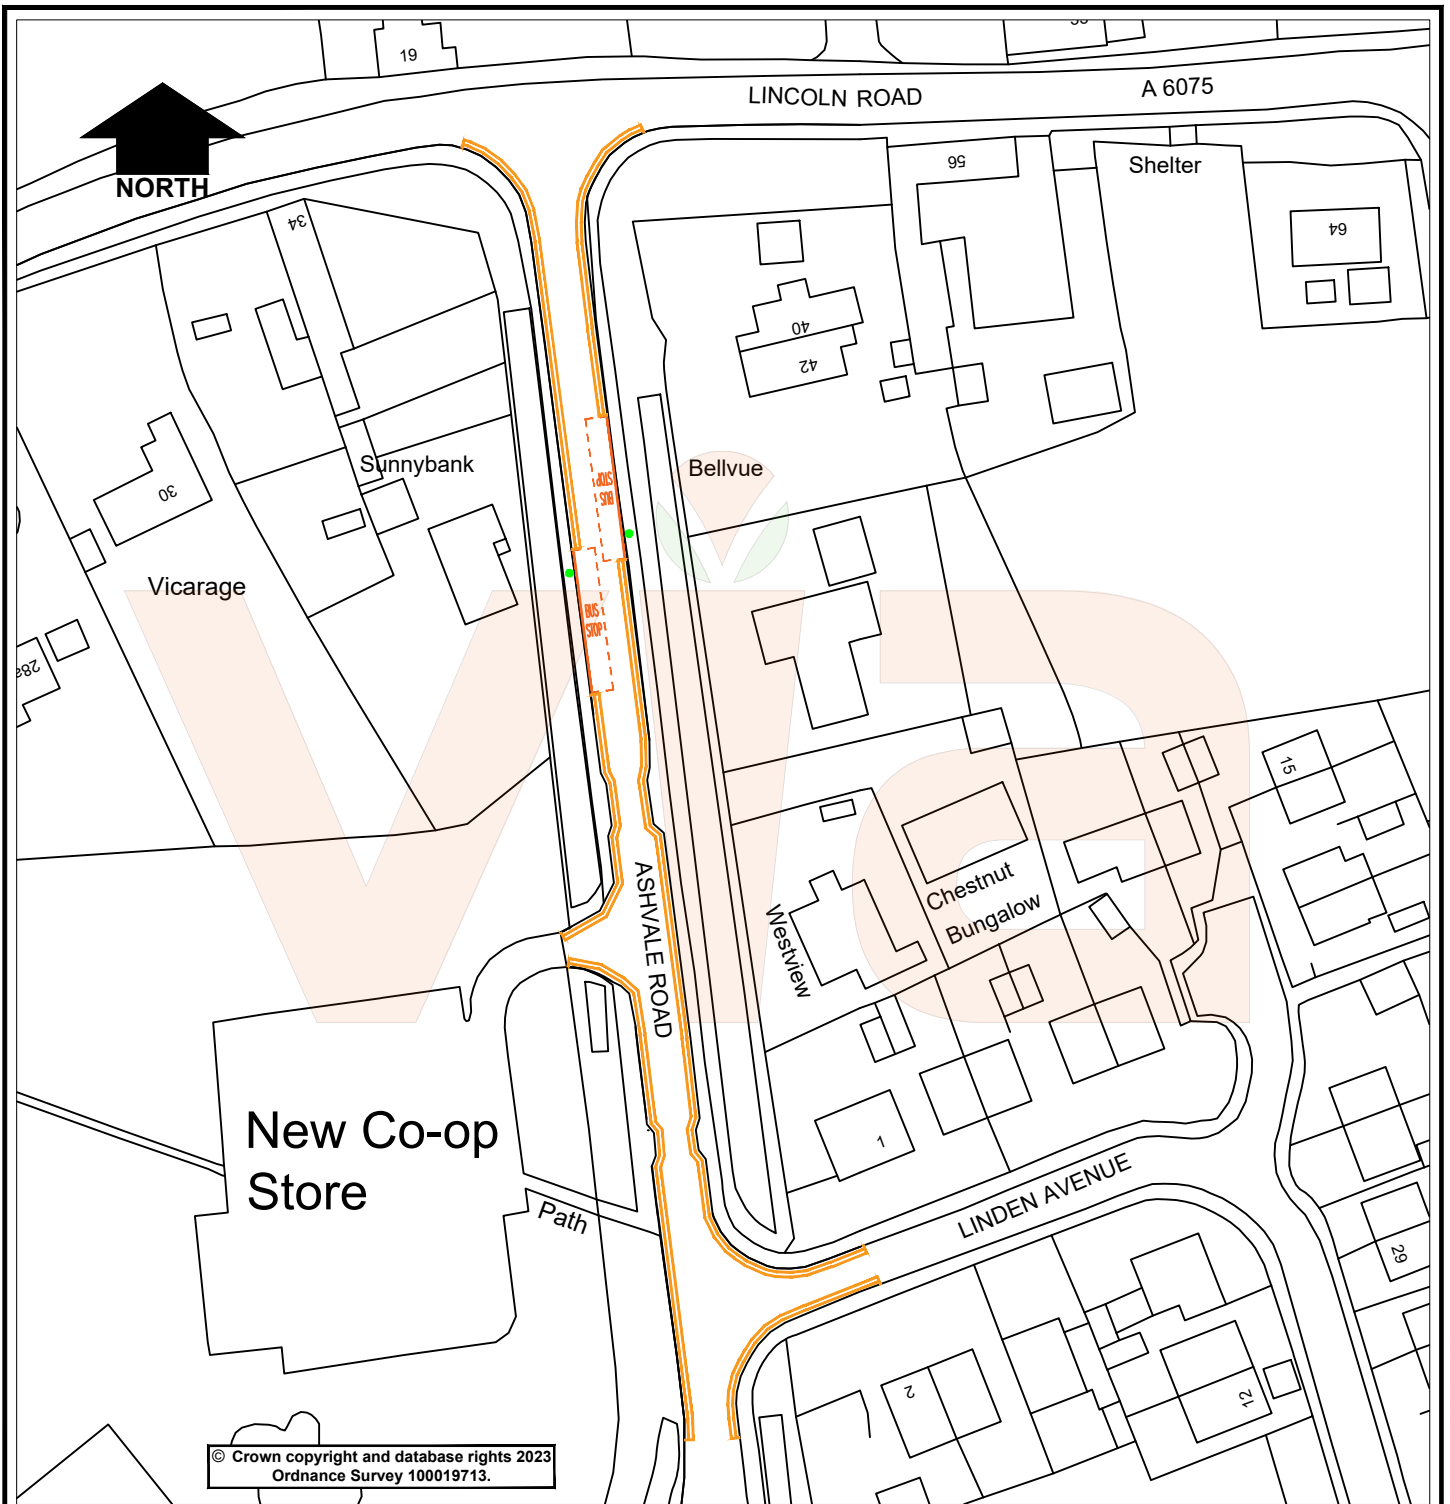 19
LINCOLN ROAD
A 6075
NORTH
Shelter
56
34
64
40
42
Sunnybank
Bellvue
30
BUS
STOP
Vicarage
BUS
STOP
28a
via
15
ASHVALE ROAD
Chestnut
Bungalow
Westview
New Co-op
Store
1
Path
LINDEN AVENUE
29
2
12
© Crown copyright and database rights 2023
Ordnance Survey 100019713.